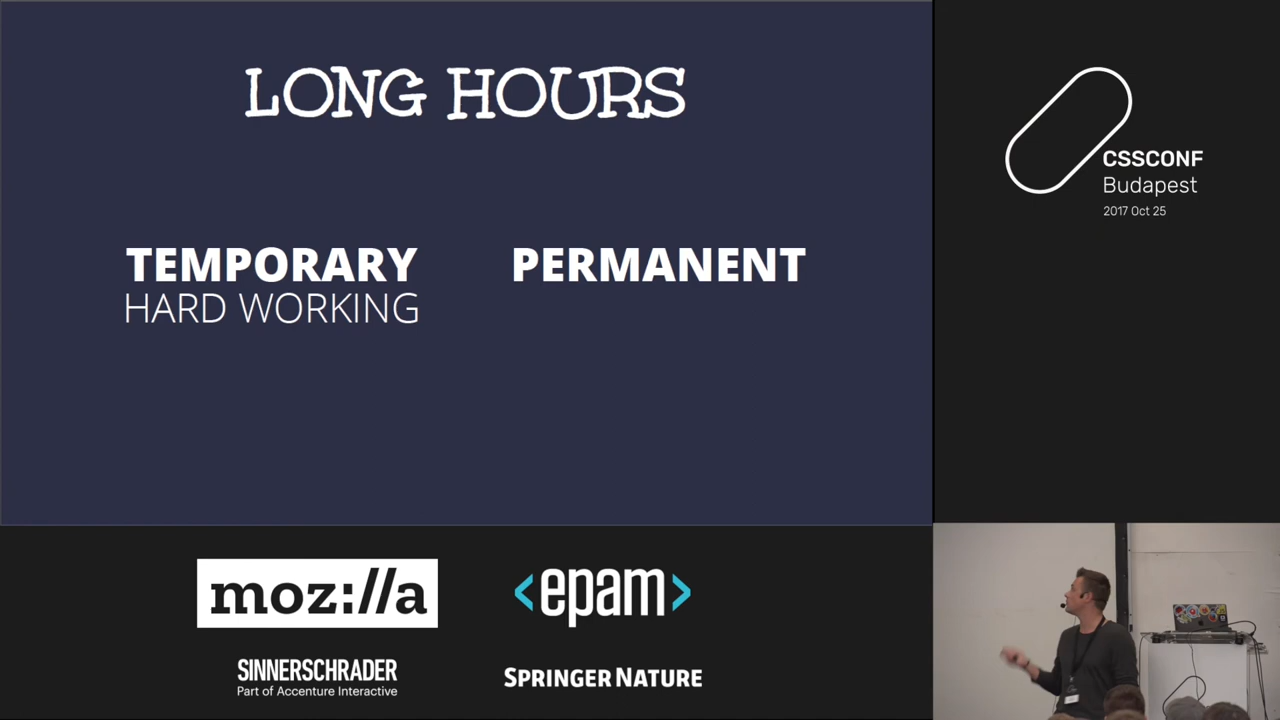 LONG HOURS
TEMPORARY
HARD WORKING
PERMANENT
CSSCONF
Budapest
2017 Oct 25
moz://a
<epam>
SINNERSCHRADER
Part of Accenture Interactive
SPRINGER NATURE